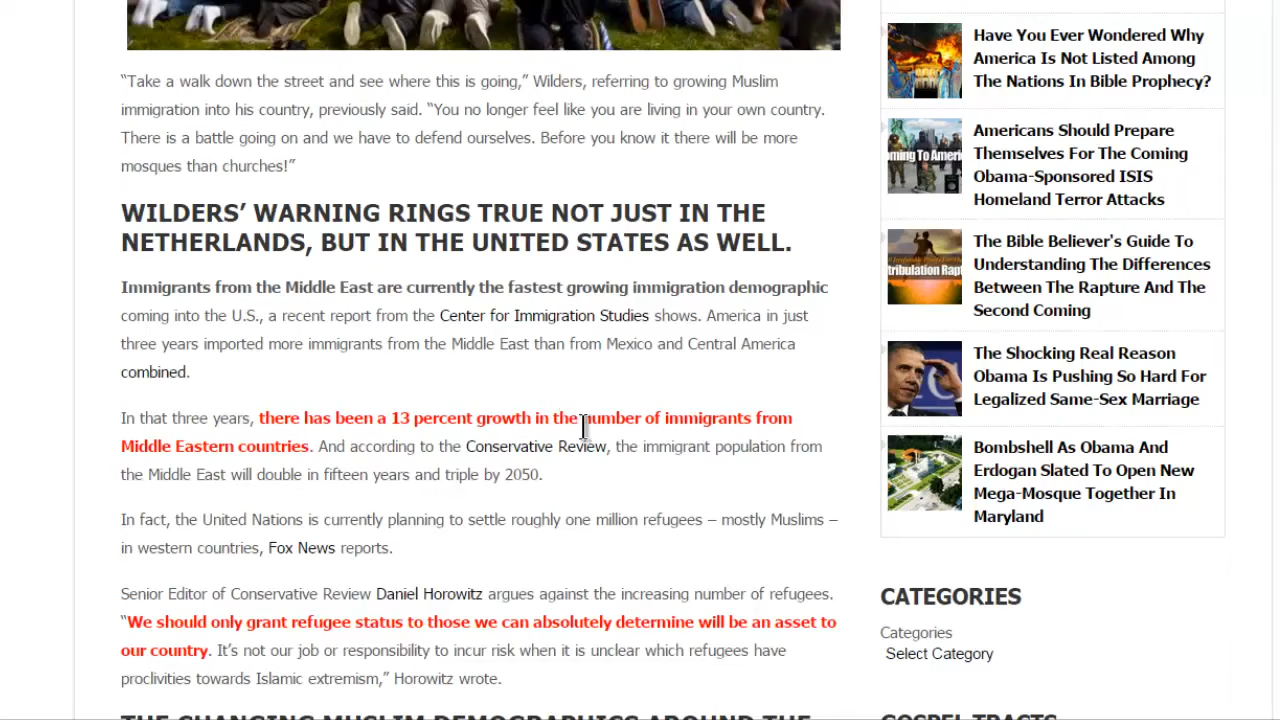 “Take a walk down the street and see where this is going,” Wilders, referring to growing Muslim
immigration into his country, previously said. “You no longer feel like you are living in your own country.
There is a battle going on and we have to defend ourselves. Before you know it there will be more
mosques than churches!”
WILDERS’ WARNING RINGS TRUE NOT JUST IN THE
NETHERLANDS, BUT IN THE UNITED STATES AS WELL.
Immigrants from the Middle East are currently the fastest growing immigration demographic
coming into the U.S., a recent report from the Center for Immigration Studies shows. America in just
three years imported more immigrants from the Middle East than from Mexico and Central America
combined.
In that three years, there has been a 13 percent growth in the number of immigrants from
Middle Eastern countries. And according to the Conservative Review, the immigrant population from
the Middle East will double in fifteen years and triple by 2050.
In fact, the United Nations is currently planning to settle roughly one million refugees – mostly Muslims –
in western countries, Fox News reports.
Senior Editor of Conservative Review Daniel Horowitz argues against the increasing number of refugees.
“We should only grant refugee status to those we can absolutely determine will be an asset to
our country. It’s not our job or responsibility to incur risk when it is unclear which refugees have
proclivities towards Islamic extremism,” Horowitz wrote.
THE CHANGING MUSLIM DEMOGRAPHICS AROUND THE
Have You Ever Wondered Why
America Is Not Listed Among
The Nations In Bible Prophecy?
oming To Ameri
Americans Should Prepare
Themselves For The Coming
Obama-Sponsored ISIS
Homeland Terror Attacks
tribulation Rapt
The Bible Believer's Guide To
Understanding The Differences
Between The Rapture And The
Second Coming
The Shocking Real Reason
Obama Is Pushing So Hard For
Legalized Same-Sex Marriage
Bombshell As Obama And
Erdogan Slated To Open New
Mega-Mosque Together In
Maryland
CATEGORIES
Categories
Select Category
GOSPEL TRACTS